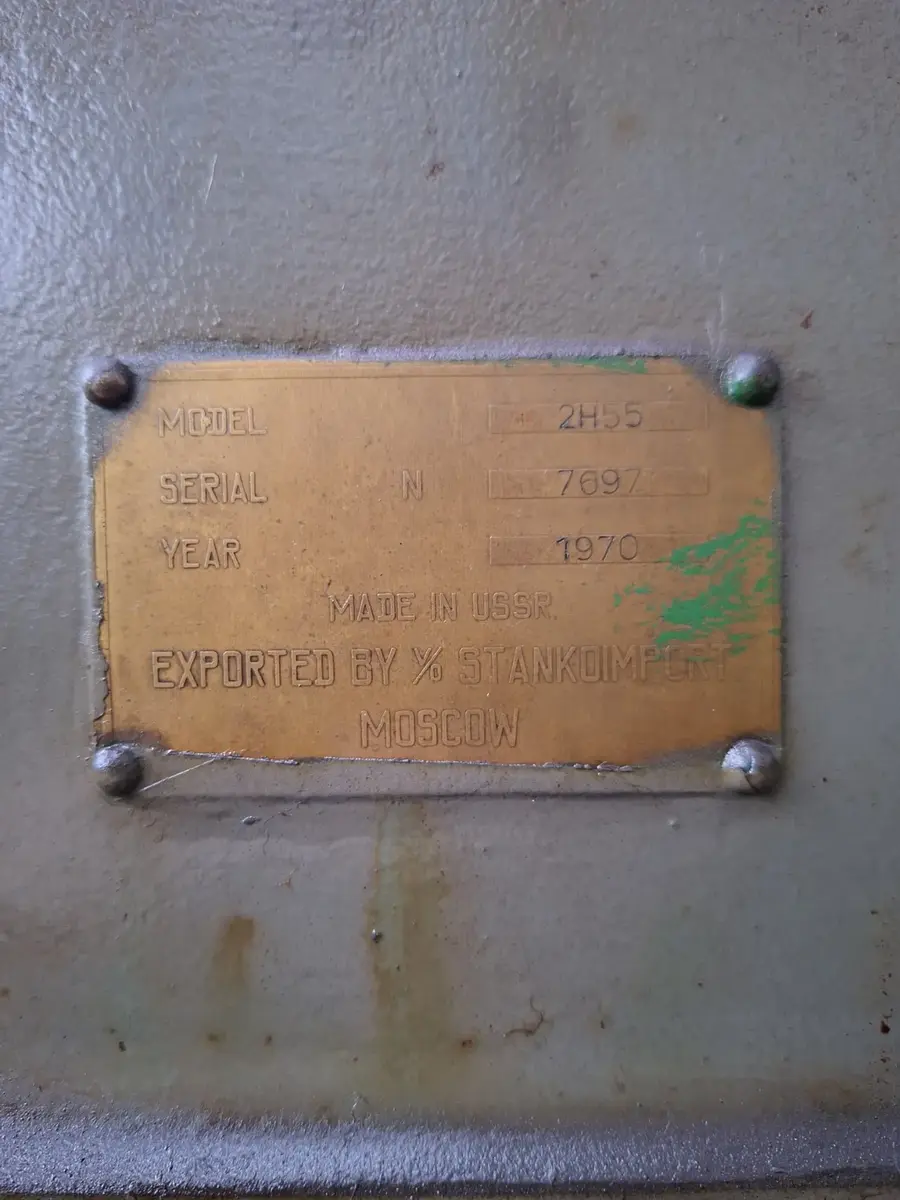 MODEL 2H55
SERIAL N 7697
YEAR 1970
MADE IN USSR.
EXPORTED BY V/O STANKOIMPORT
MOSCOW